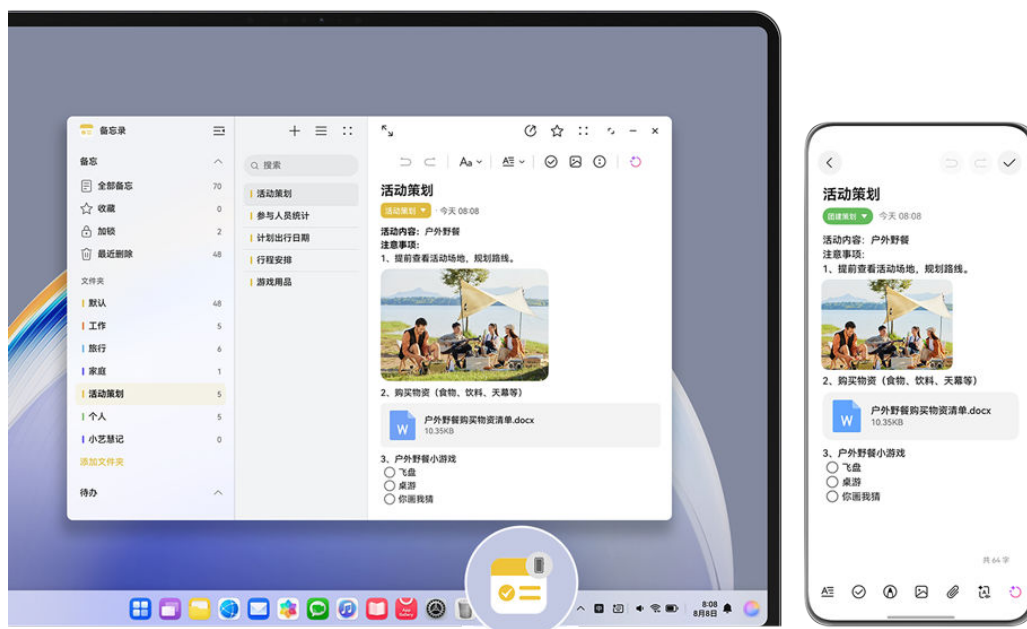 备忘录
备忘
全部备忘 70
收藏 0
加锁 2
最近删除 48
文件夹
默认 48
工作 5
旅行 6
家庭 1
活动策划 5
个人 5
小艺慧记 0
添加文件夹
待办
搜索
活动策划
参与人员统计
计划出行日期
行程安排
游戏用品
Aa
活动策划
活动策划 · 今天 08:08
活动内容：户外野餐
注意事项：
1、提前查看活动场地，规划路线。
2、购买物资（食物、饮料、天幕等）
W
户外野餐购买物资清单.docx
10.35KB
3、户外野餐小游戏
飞盘
桌游
你画我猜
8:08
8月8日
活动策划
团建策划 今天 08:08
活动内容：户外野餐
注意事项：
1、提前查看活动场地，规划路线。
2、购买物资（食物、饮料、天幕等）
W
户外野餐购买物资清单.docx
10.35KB
3、户外野餐小游戏
飞盘
桌游
你画我猜
共 64 字